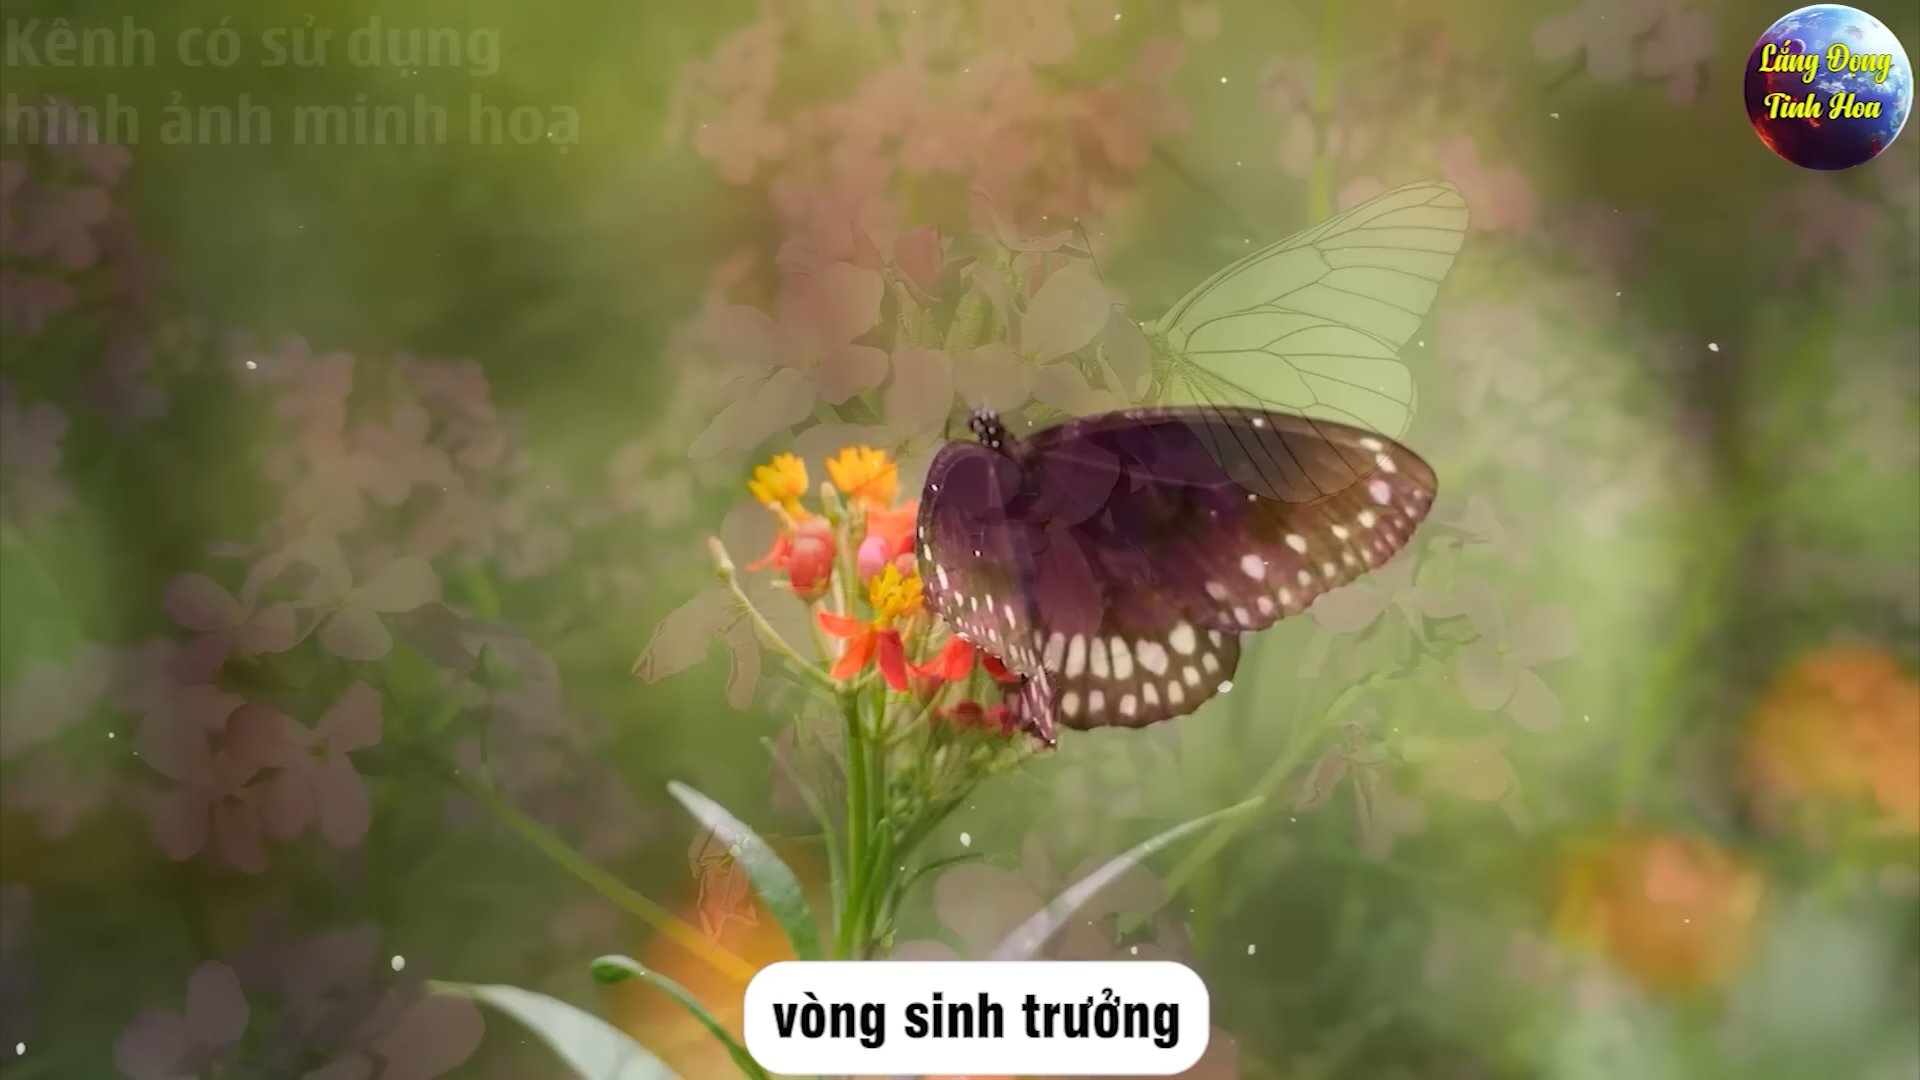 Kênh có sử dụng
hình ảnh minh hoạ
Lắng Đọng
Tinh Hoa
vòng sinh trưởng